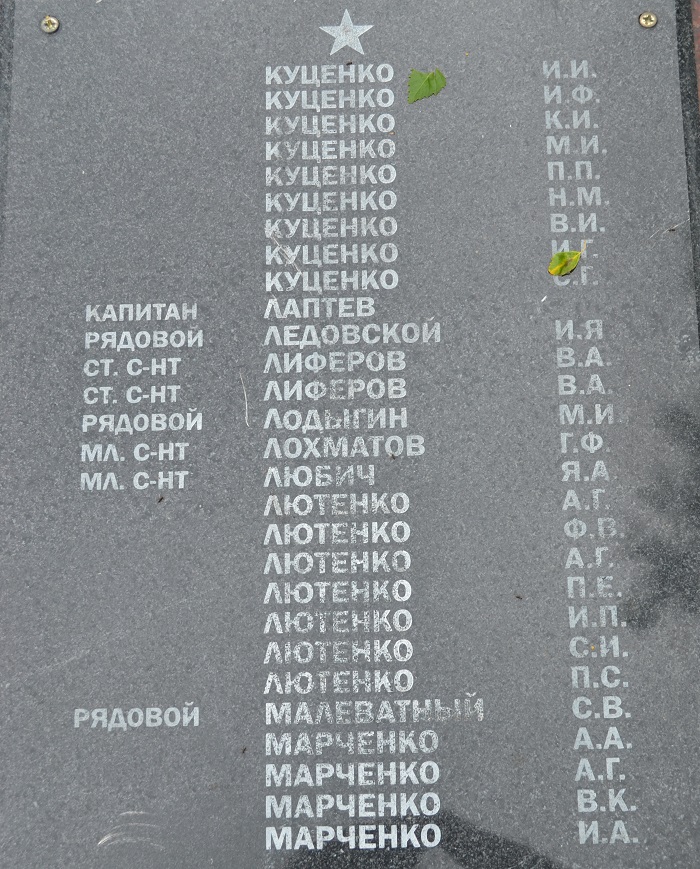 КУЦЕНКО И.И.
КУЦЕНКО И.Ф.
КУЦЕНКО К.И.
КУЦЕНКО М.И.
КУЦЕНКО П.П.
КУЦЕНКО Н.М.
КУЦЕНКО В.И.
КУЦЕНКО И.Г.
КУЦЕНКО С.Г.
КАПИТАН ЛАПТЕВ
РЯДОВОЙ ЛЕДОВСКОЙ И.Я
СТ. С-НТ ЛИФЕРОВ В.А.
СТ. С-НТ ЛИФЕРОВ В.А.
РЯДОВОЙ ЛОДЫГИН М.И
МЛ. С-НТ ЛОХМАТОВ Г.Ф.
МЛ. С-НТ ЛЮБИЧ Я.А
ЛЮТЕНКО А.Г.
ЛЮТЕНКО Ф.В.
ЛЮТЕНКО А.Г.
ЛЮТЕНКО П.Е.
ЛЮТЕНКО И.П.
ЛЮТЕНКО С.И.
ЛЮТЕНКО П.С.
РЯДОВОЙ МАЛЕВАТНЫЙ С.В.
МАРЧЕНКО А.А.
МАРЧЕНКО А.Г.
МАРЧЕНКО В.К.
МАРЧЕНКО И.А.